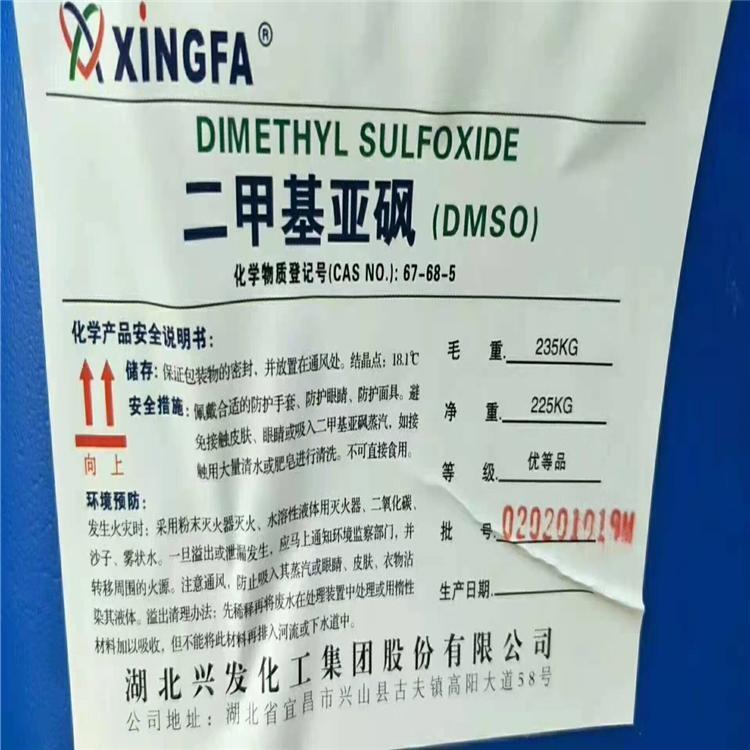 XINGFA®
DIMETHYL SULFOXIDE
二甲基亚砜 (DMSO)
化学物质登记号(CAS NO.): 67-68-5
化学产品安全说明书:
储存: 保证包装物的密封，并放置在通风处。结晶点: 18.1℃
安全措施: 佩戴合适的防护手套、防护眼睛、防护面具。避
免接触皮肤、眼睛或吸入二甲基亚砜蒸汽，如接
触用大量清水或肥皂进行清洗。不可直接食用。
向上
环境预防:
发生火灾时: 采用粉末灭火器灭火、水溶性液体用灭火器、二氧化碳、
沙子、雾状水。一旦溢出或泄漏发生，应马上通知环境监察部门，并
转移周围的火源。注意通风，防止吸入其蒸汽或眼睛、皮肤、衣物沾
染其液体。溢出清理办法: 先稀释再将废水在处理装置中处理或用惰性
材料加以吸收，但不能将此材料再排入河流或下水道中。
毛 重. 235KG
净 重. 225KG
等 级. 优等品
批 号. 020201019M
生产日期.
湖北兴发化工集团股份有限公司
公司地址: 湖北省宜昌市兴山县古夫镇高阳大道58号